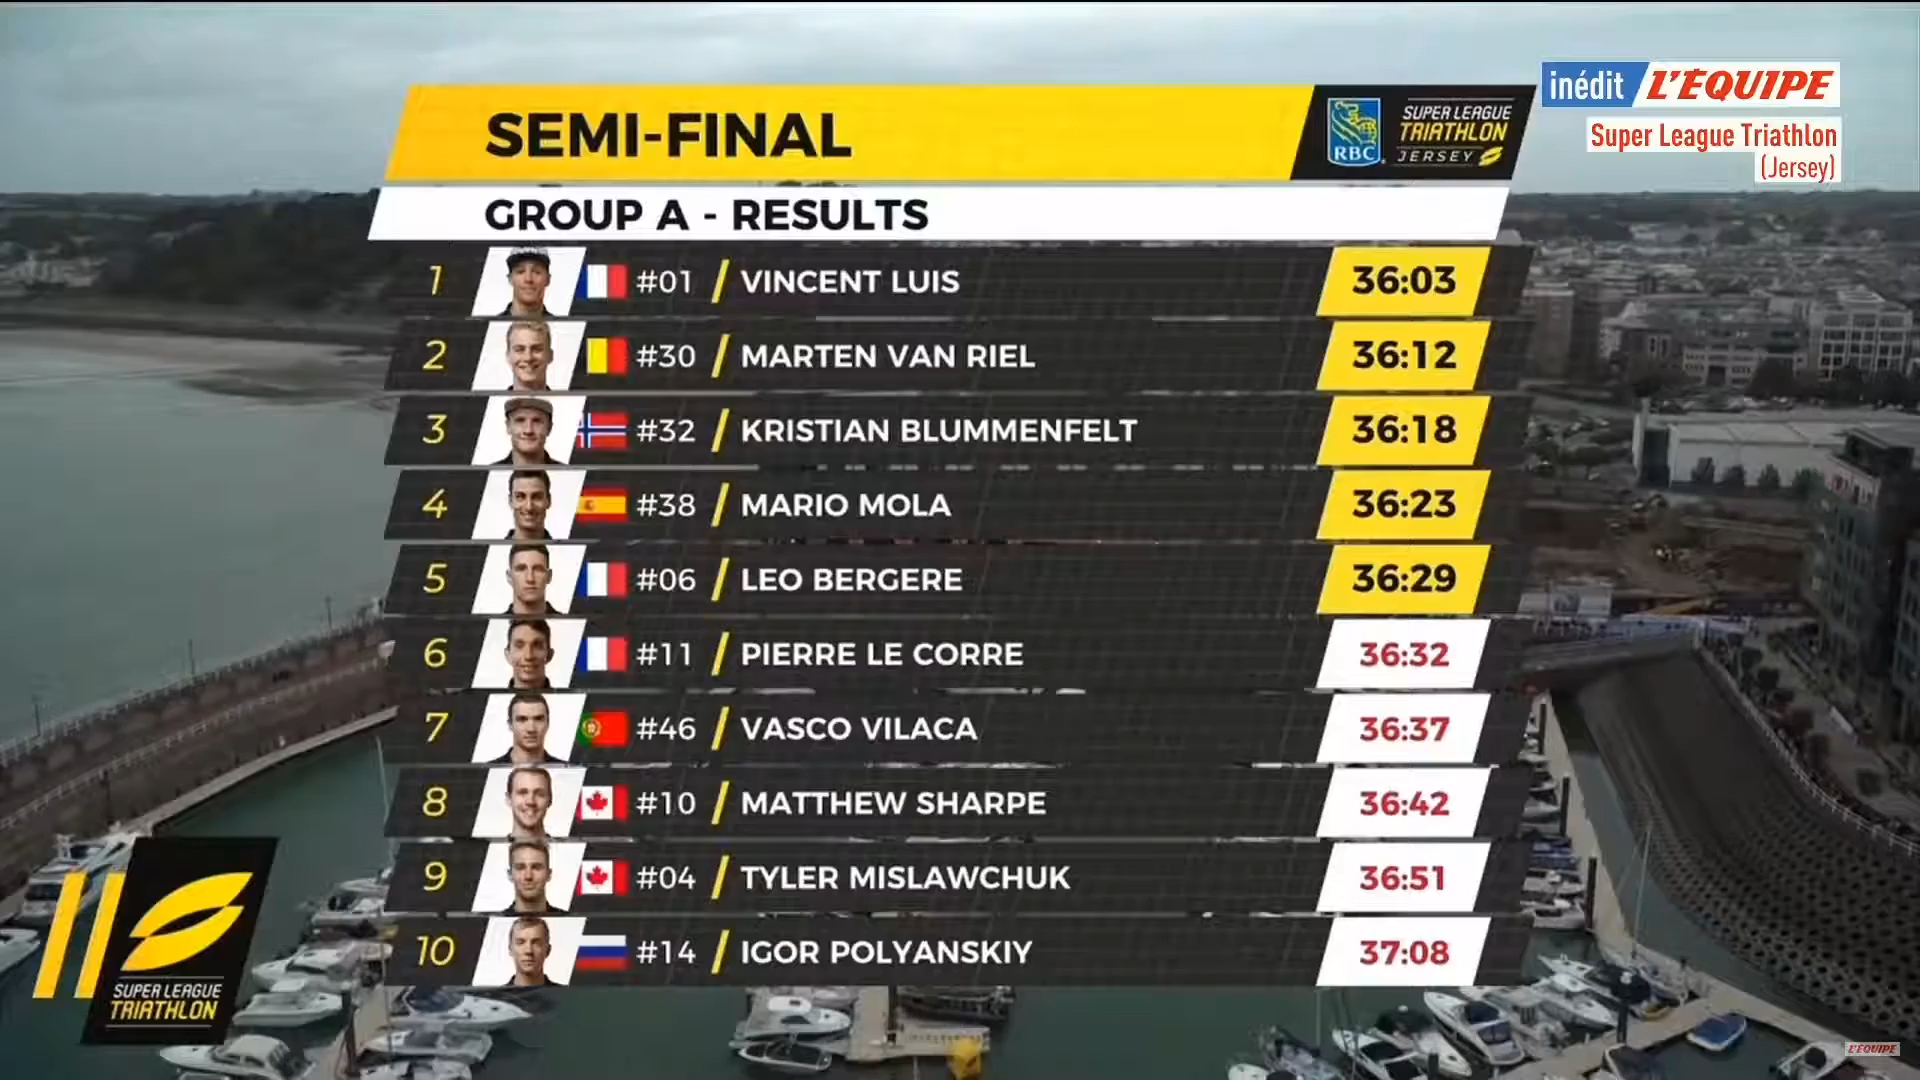 inédit L'ÉQUIPE
Super League Triathlon
(Jersey)
SEMI-FINAL
RBC
SUPER LEAGUE
TRIATHLON
JERSEY
GROUP A - RESULTS
1 #01 / VINCENT LUIS 36:03
2 #30 / MARTEN VAN RIEL 36:12
3 #32 / KRISTIAN BLUMMENFELT 36:18
4 #38 / MARIO MOLA 36:23
5 #06 / LEO BERGERE 36:29
6 #11 / PIERRE LE CORRE 36:32
7 #46 / VASCO VILACA 36:37
8 #10 / MATTHEW SHARPE 36:42
9 #04 / TYLER MISLAWCHUK 36:51
10 #14 / IGOR POLYANSKIY 37:08
SUPER LEAGUE
TRIATHLON
L'ÉQUIPE